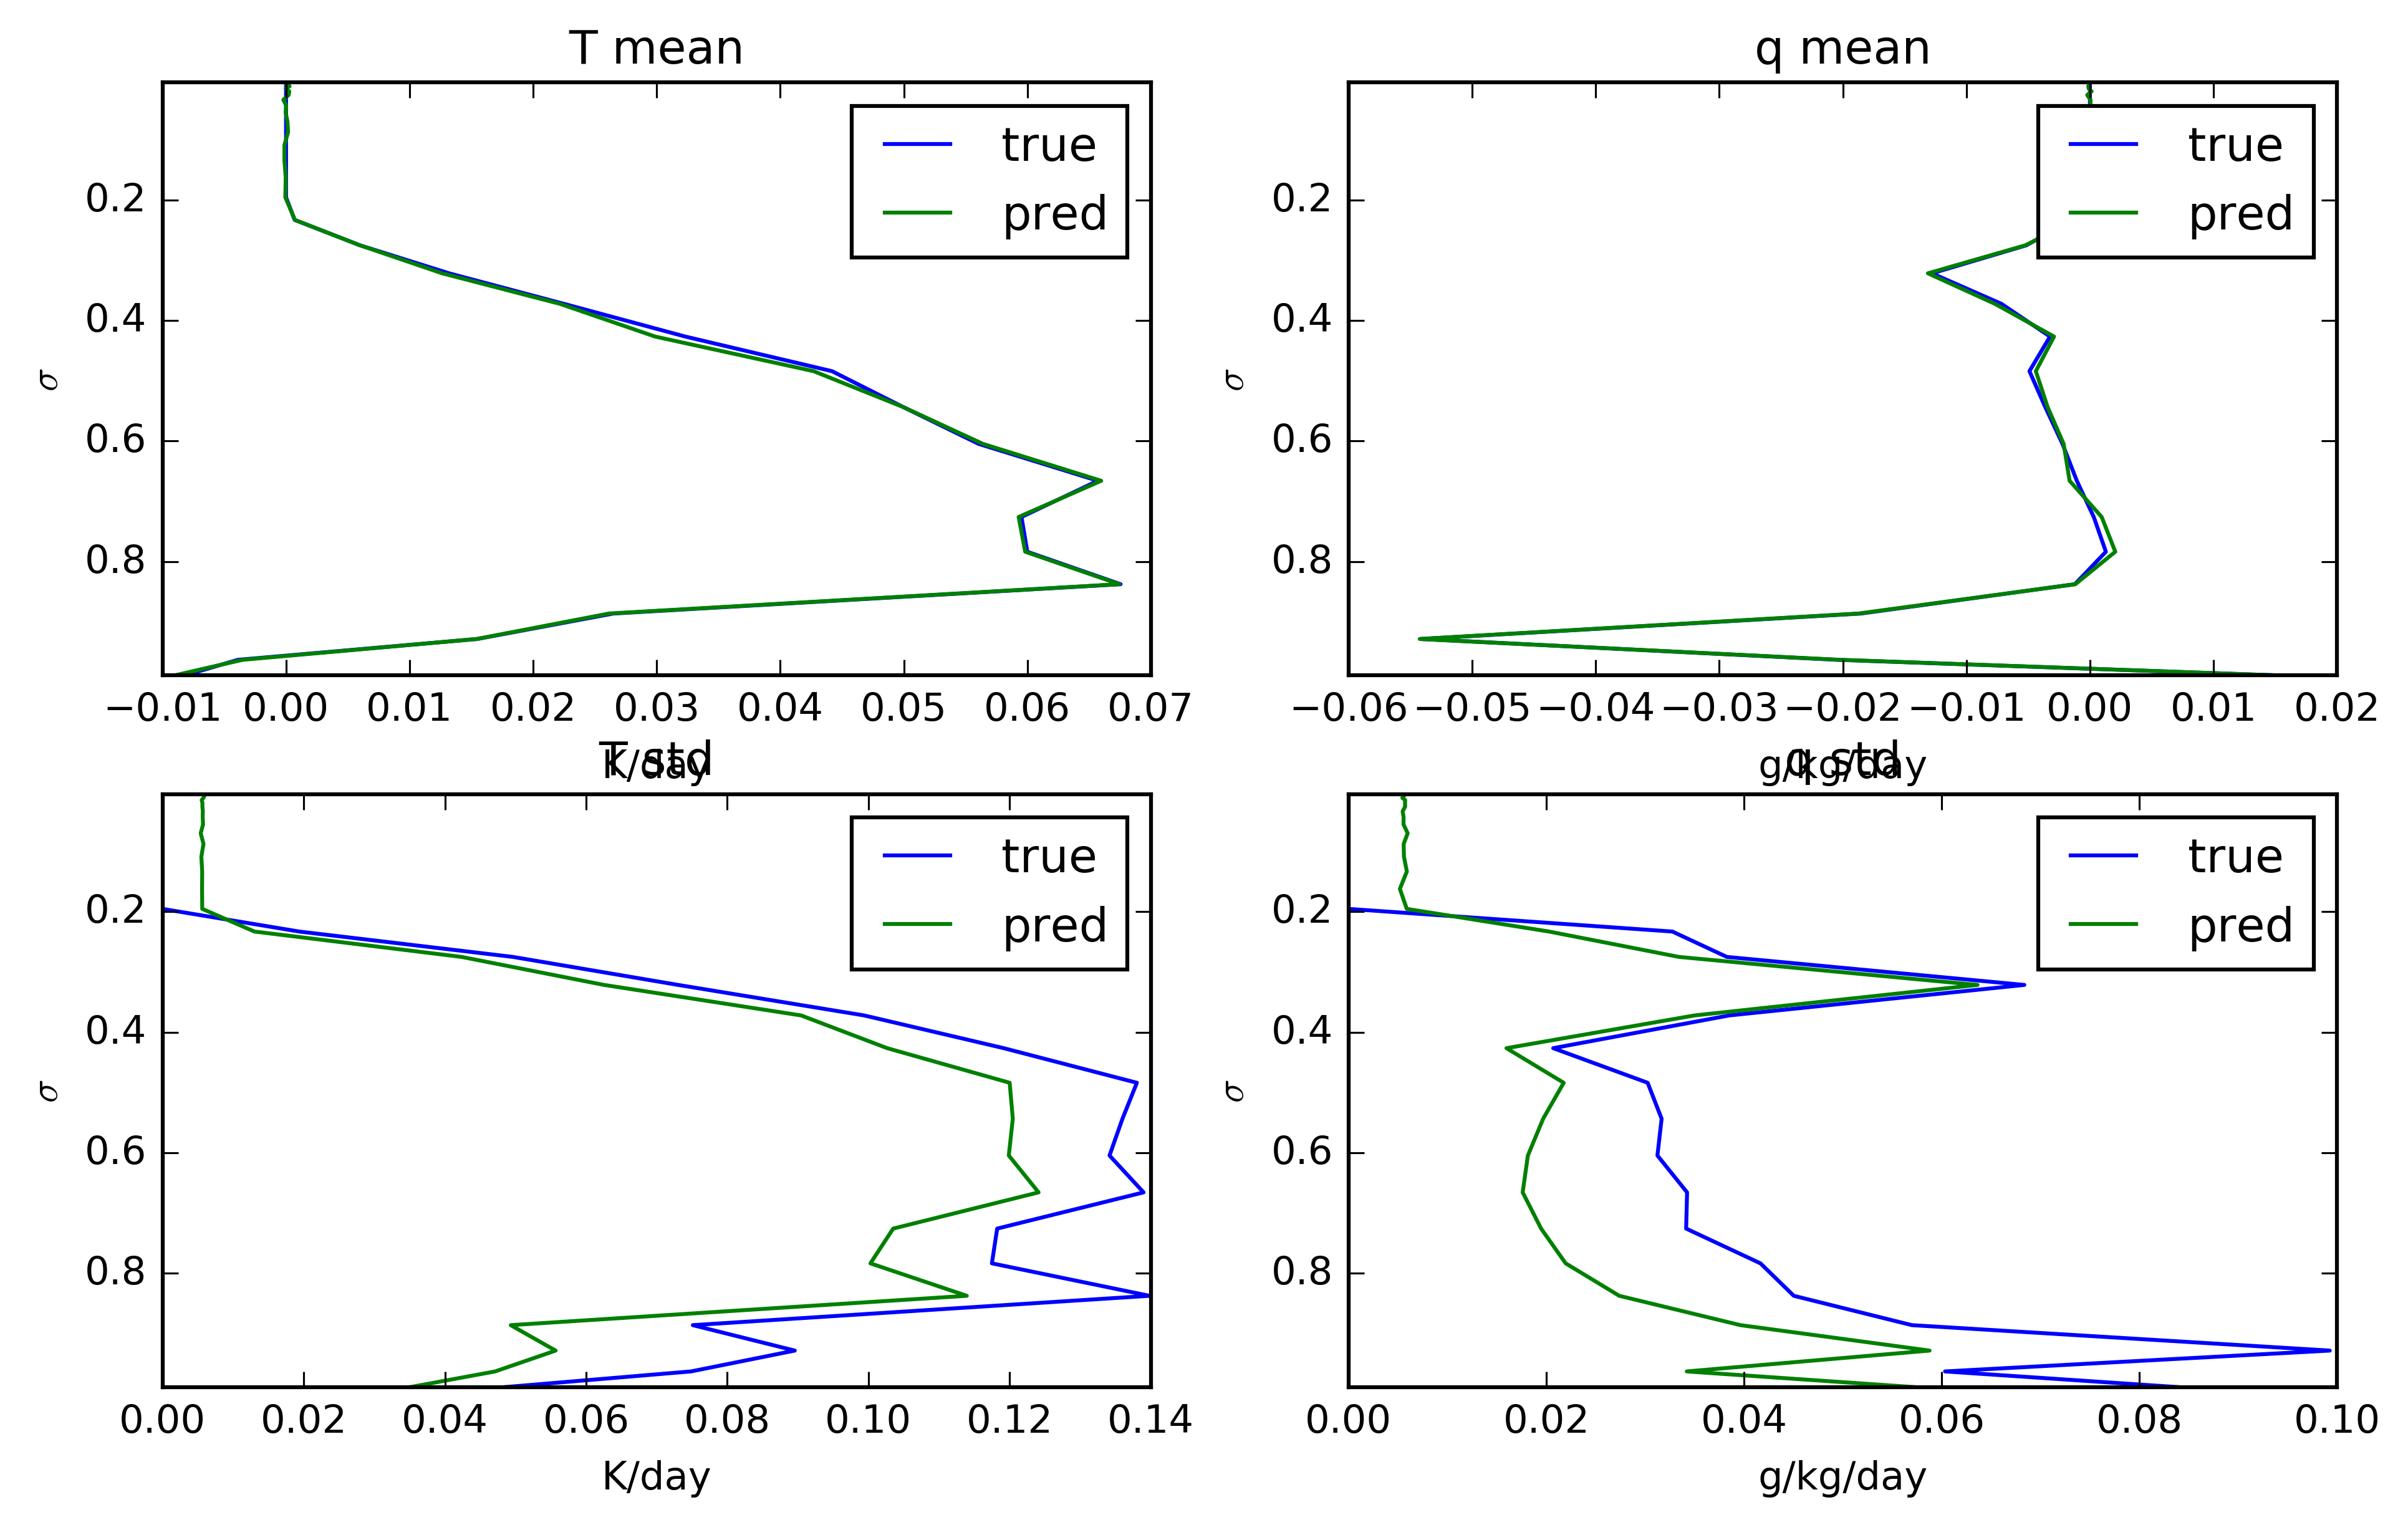 T mean
true
pred
0.2
0.4
0.6
0.8
σ
−0.01 0.00 0.01 0.02 0.03 0.04 0.05 0.06 0.07
K/day
q mean
true
pred
0.2
0.4
0.6
0.8
σ
−0.06 −0.05 −0.04 −0.03 −0.02 −0.01 0.00 0.01 0.02
g/kg/day
T std
true
pred
0.2
0.4
0.6
0.8
σ
0.00 0.02 0.04 0.06 0.08 0.10 0.12 0.14
K/day
q std
true
pred
0.2
0.4
0.6
0.8
σ
0.00 0.02 0.04 0.06 0.08 0.10
g/kg/day